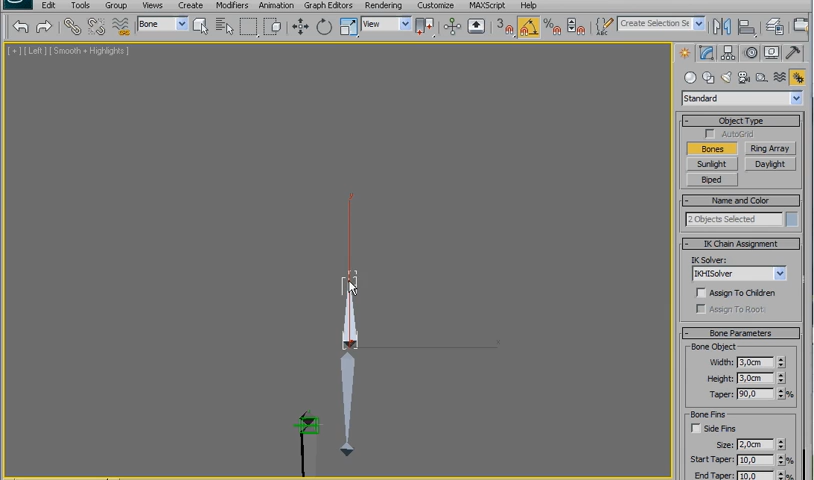 Edit Tools Group Views Create Modifiers Animation Graph Editors Rendering Customize MAXScript Help
Bone View 3 Create Selection Se
[ + ] [ Left ] [ Smooth + Highlights ]
Standard
- Object Type
AutoGrid
Bones Ring Array
Sunlight Daylight
Biped
- Name and Color
2 Objects Selected
- IK Chain Assignment
IK Solver:
IKHISolver
Assign To Children
Assign To Root
- Bone Parameters
Bone Object
Width: 3,0cm
Height: 3,0cm
Taper: 90,0 %
Bone Fins
Side Fins
Size: 2,0cm
Start Taper: 10,0 %
End Taper: 10,0 %